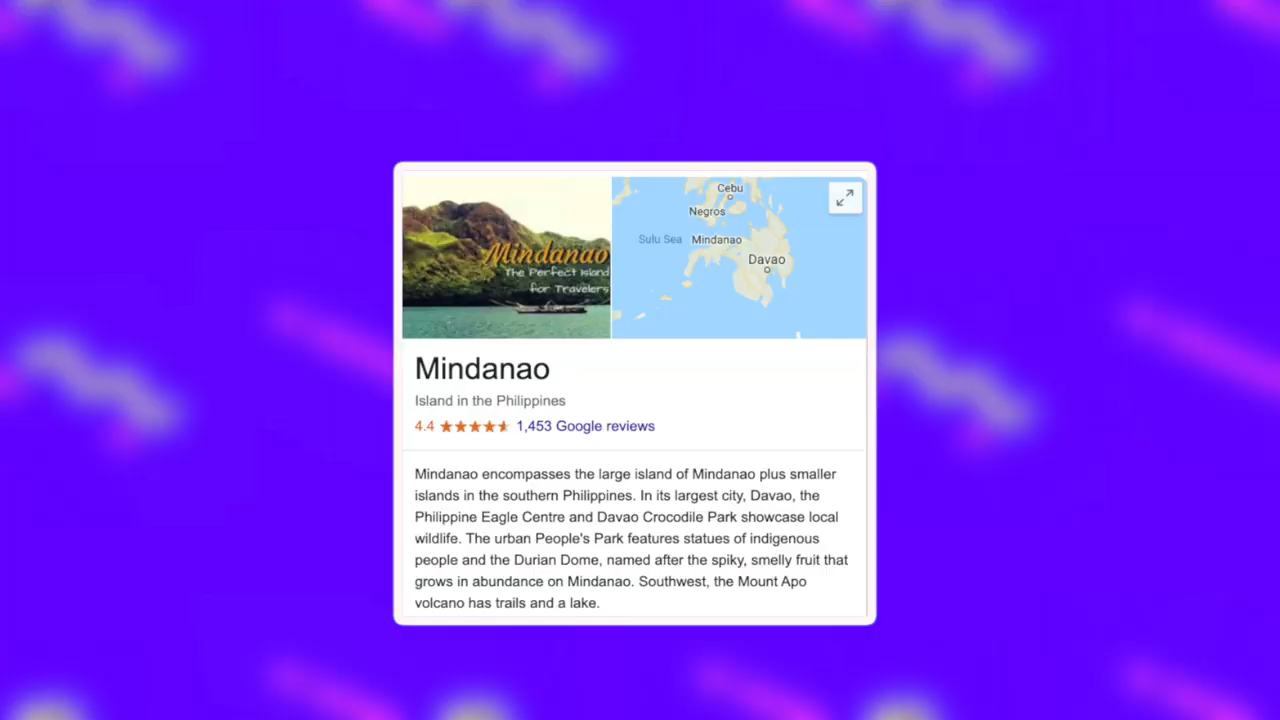 Mindanao
The Perfect Island
for Travelers
Cebu
Negros
Sulu Sea
Mindanao
Davao
Mindanao
Island in the Philippines
4.4 1,453 Google reviews
Mindanao encompasses the large island of Mindanao plus smaller
islands in the southern Philippines. In its largest city, Davao, the
Philippine Eagle Centre and Davao Crocodile Park showcase local
wildlife. The urban People's Park features statues of indigenous
people and the Durian Dome, named after the spiky, smelly fruit that
grows in abundance on Mindanao. Southwest, the Mount Apo
volcano has trails and a lake.